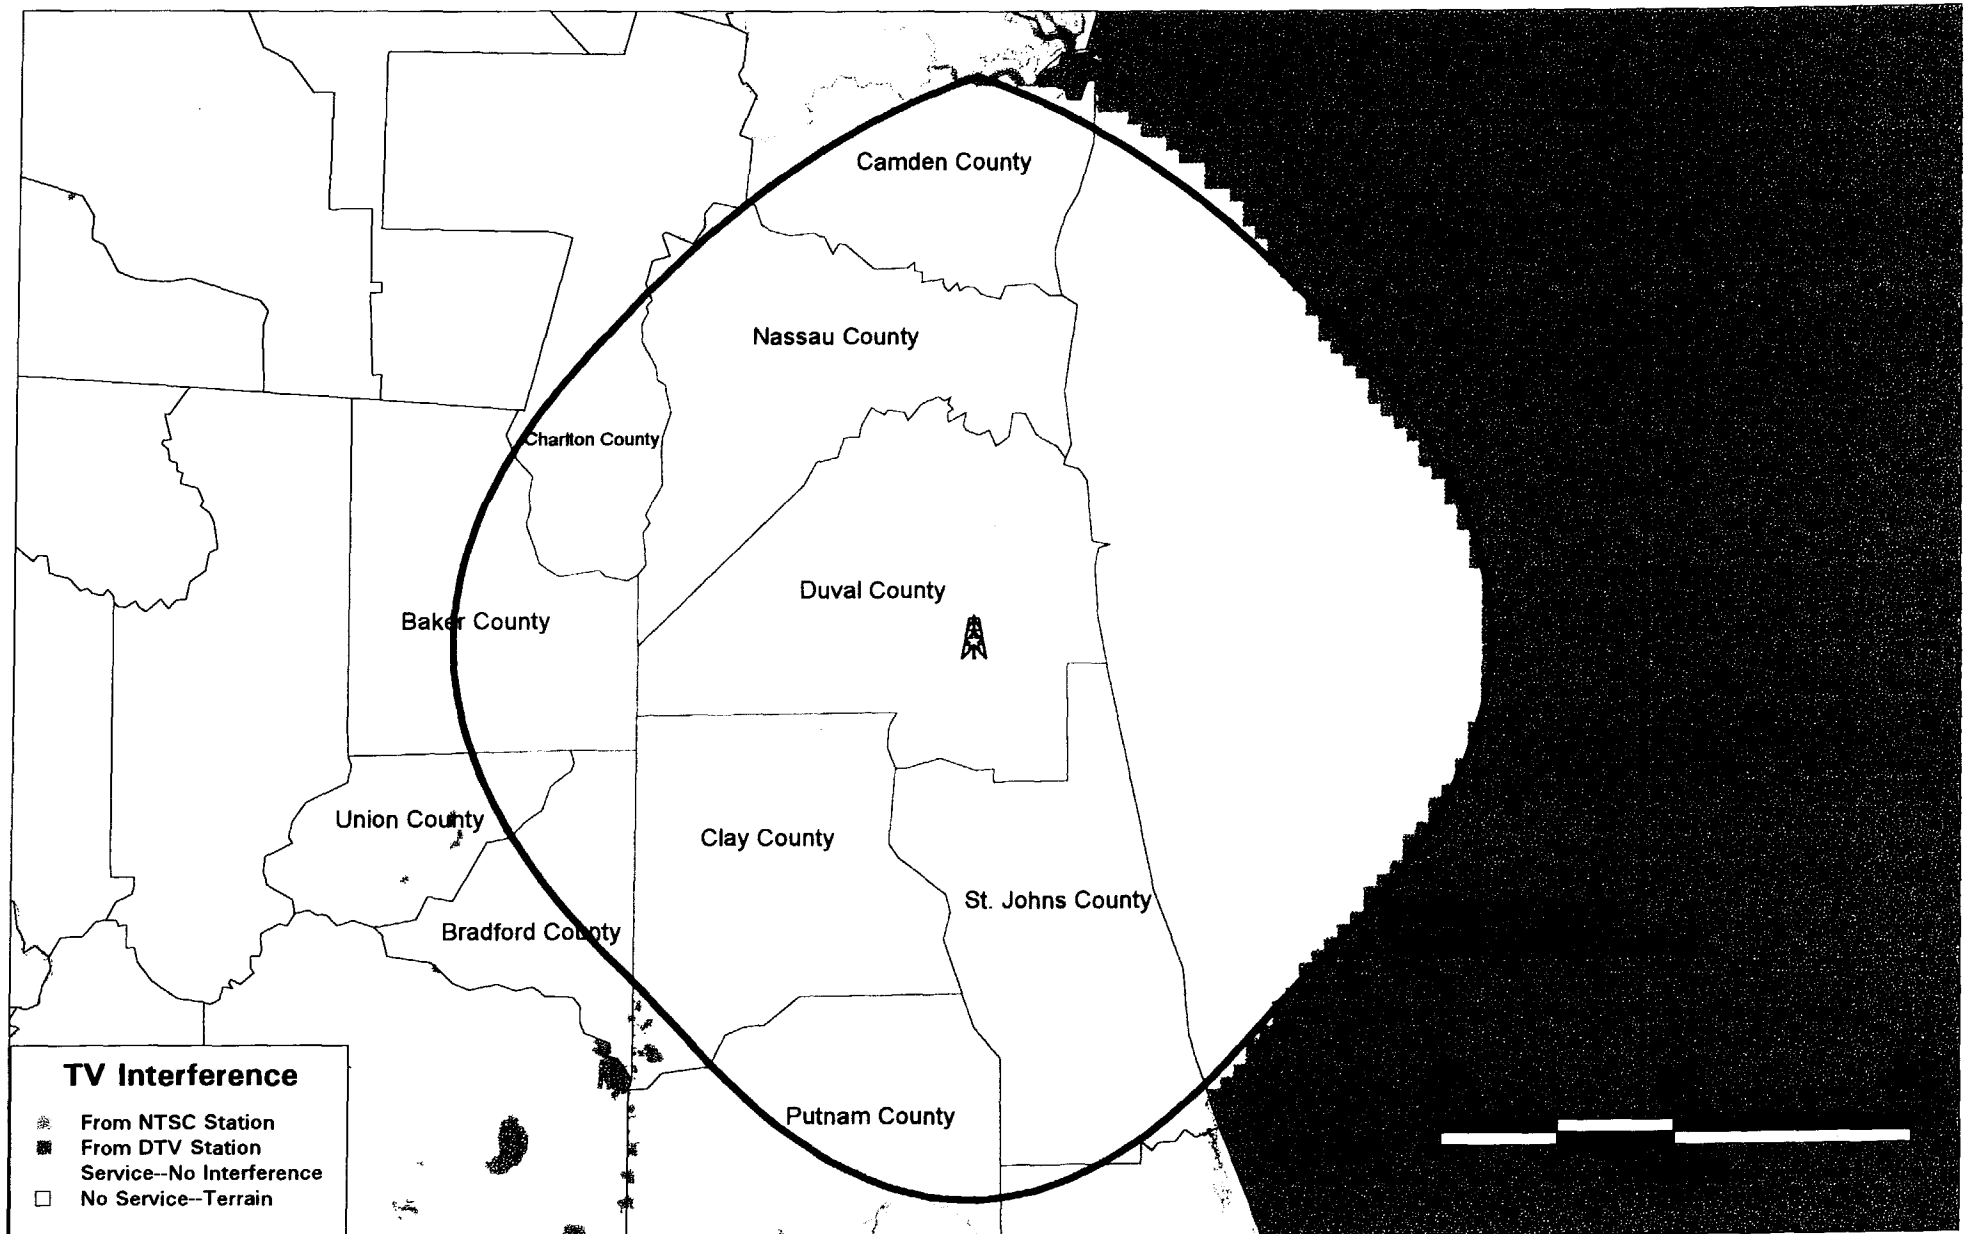 Camden County
Nassau County
Charlton County
Duval County
Baker County
Union County
Clay County
St. Johns County
Bradford County
Putnam County
TV Interference
From NTSC Station
From DTV Station
Service--No Interference
No Service--Terrain